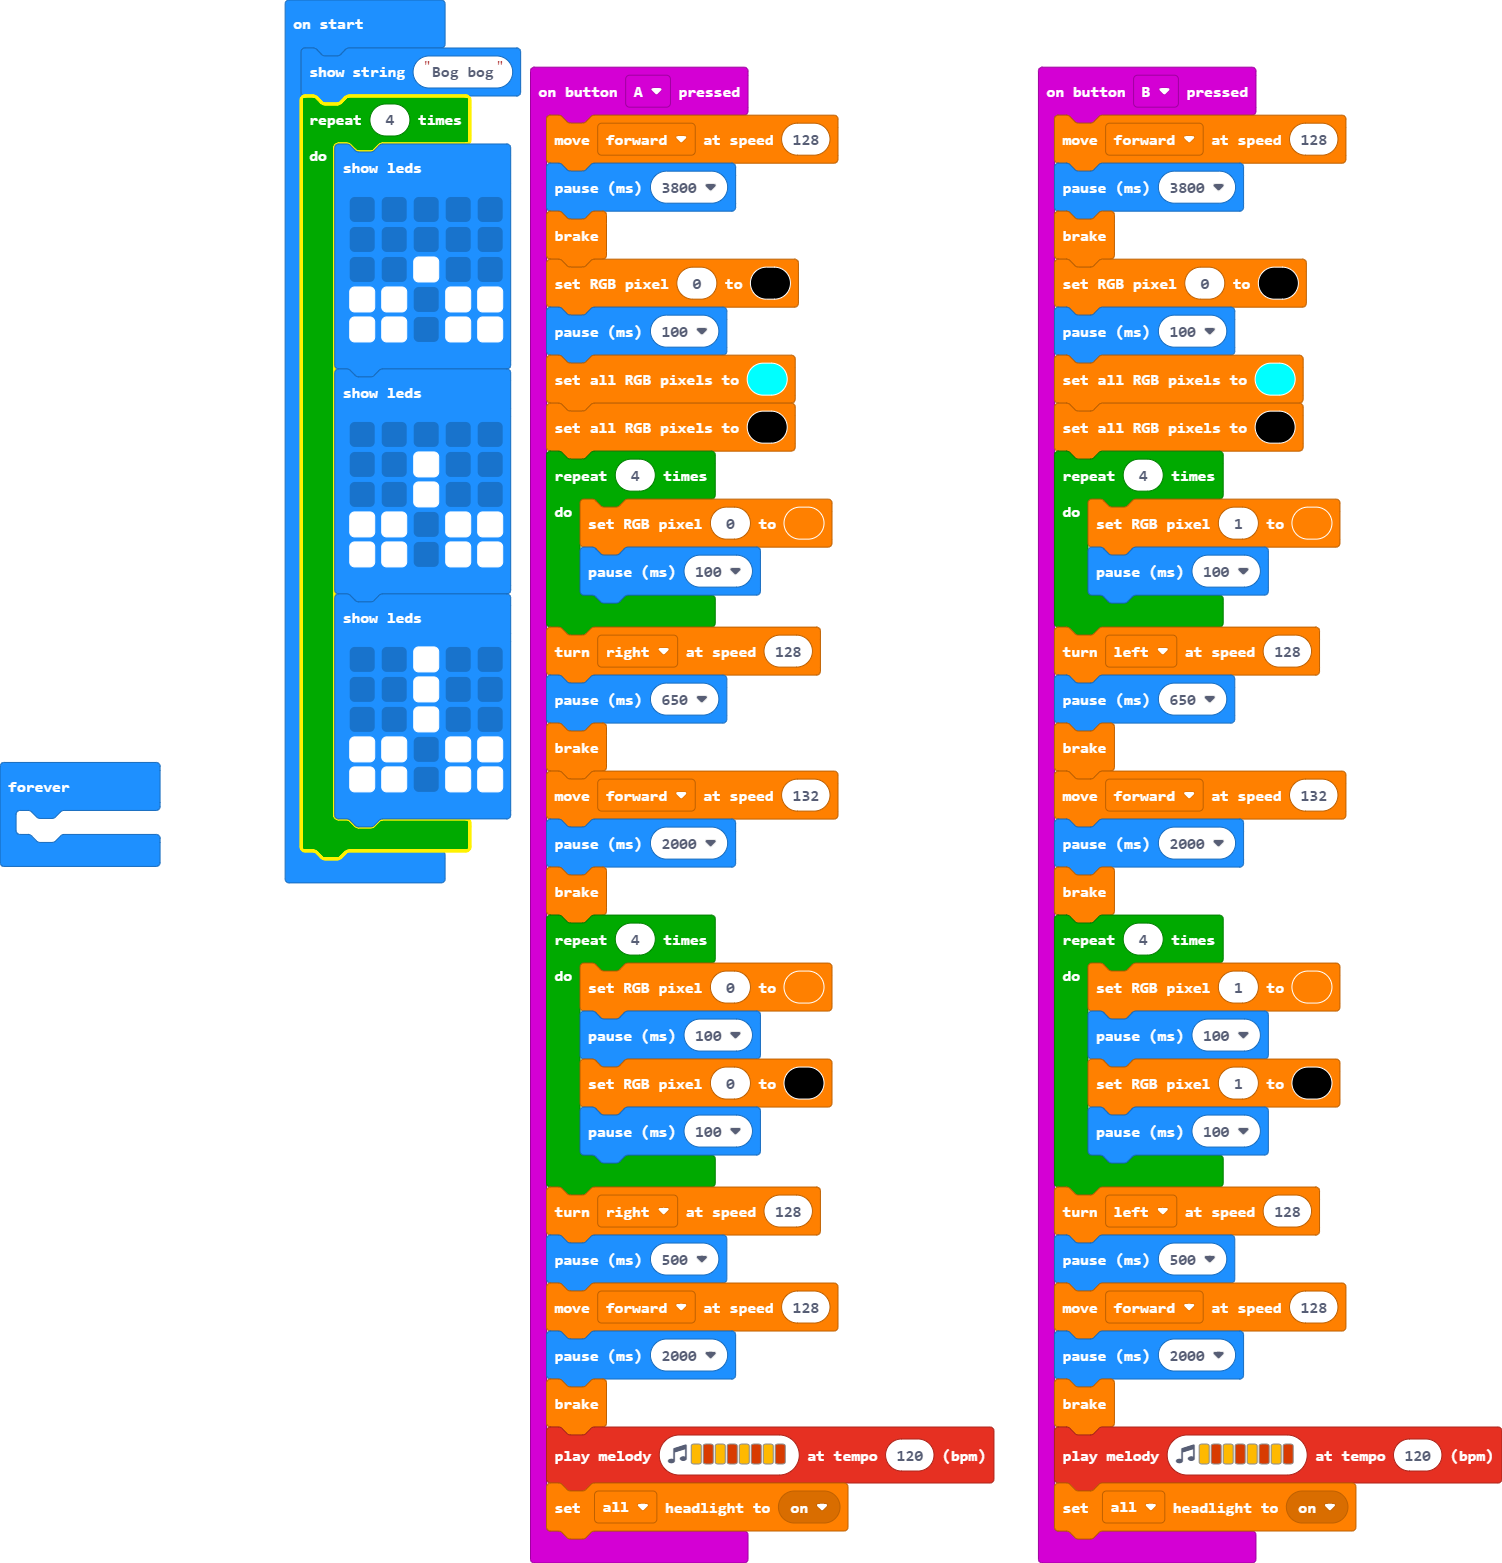 on start
show string "Bog bog"
repeat 4 times
do
show leds
show leds
show leds
forever
on button A pressed
move forward at speed 128
pause (ms) 3800
brake
set RGB pixel 0 to
pause (ms) 100
set all RGB pixels to
set all RGB pixels to
repeat 4 times
do
set RGB pixel 0 to
pause (ms) 100
turn right at speed 128
pause (ms) 650
brake
move forward at speed 132
pause (ms) 2000
brake
repeat 4 times
do
set RGB pixel 0 to
pause (ms) 100
set RGB pixel 0 to
pause (ms) 100
turn right at speed 128
pause (ms) 500
move forward at speed 128
pause (ms) 2000
brake
play melody at tempo 120 (bpm)
set all headlight to on
on button B pressed
move forward at speed 128
pause (ms) 3800
brake
set RGB pixel 0 to
pause (ms) 100
set all RGB pixels to
set all RGB pixels to
repeat 4 times
do
set RGB pixel 1 to
pause (ms) 100
turn left at speed 128
pause (ms) 650
brake
move forward at speed 132
pause (ms) 2000
brake
repeat 4 times
do
set RGB pixel 1 to
pause (ms) 100
set RGB pixel 1 to
pause (ms) 100
turn left at speed 128
pause (ms) 500
move forward at speed 128
pause (ms) 2000
brake
play melody at tempo 120 (bpm)
set all headlight to on